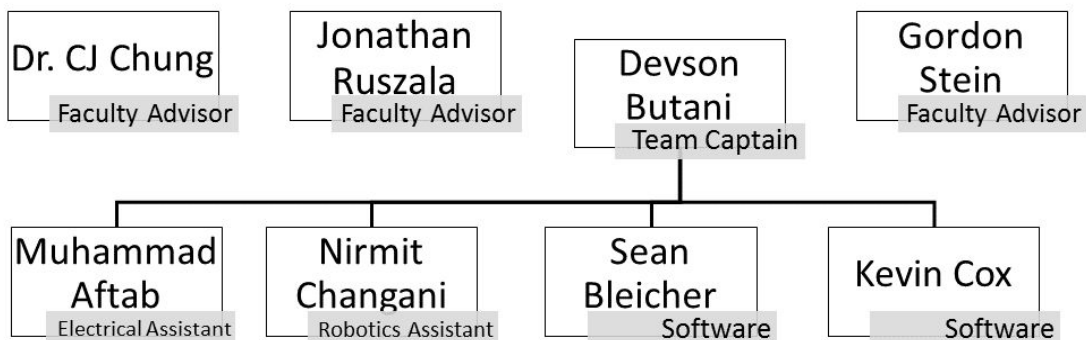 Dr. CJ Chung
Faculty Advisor
Jonathan
Ruszala
Faculty Advisor
Devson
Butani
Team Captain
Gordon
Stein
Faculty Advisor
Muhammad
Aftab
Electrical Assistant
Nirmit
Changani
Robotics Assistant
Sean
Bleicher
Software
Kevin Cox
Software